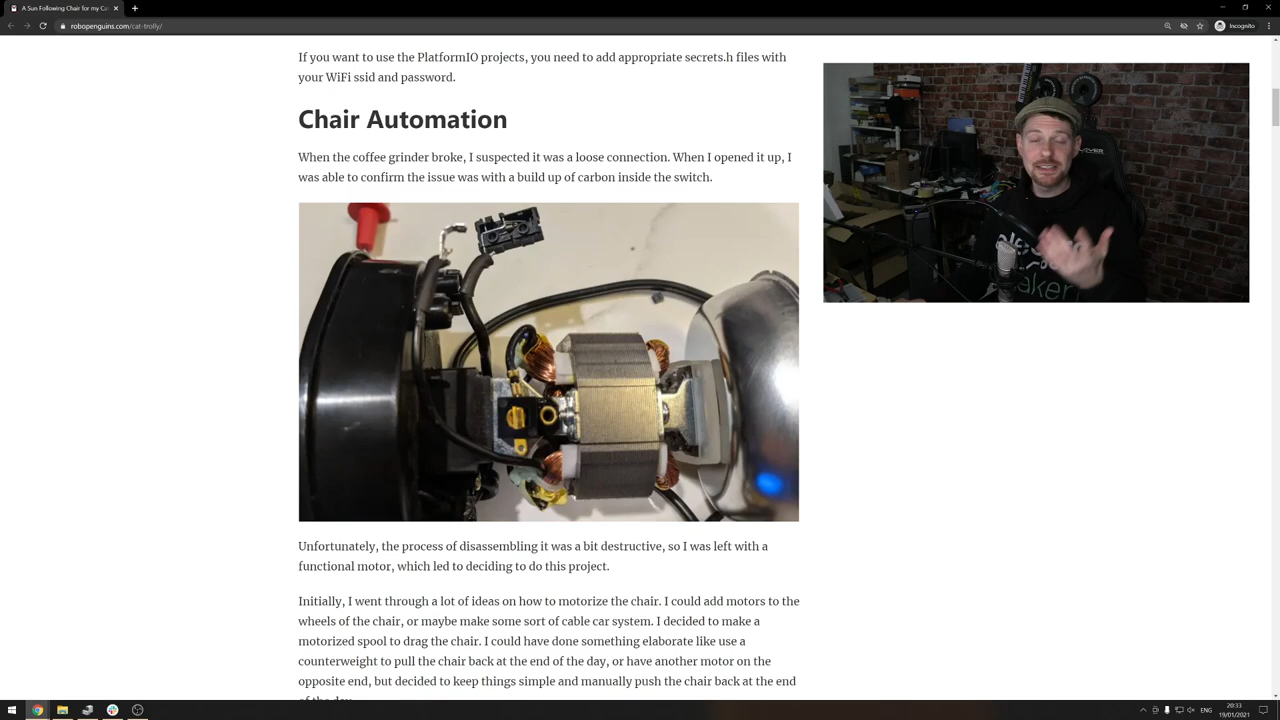 A Sun Following Chair for my Cat
robopenguins.com/cat-trolly/
Incognito
If you want to use the PlatformIO projects, you need to add appropriate secrets.h files with
your WiFi ssid and password.
Chair Automation
When the coffee grinder broke, I suspected it was a loose connection. When I opened it up, I
was able to confirm the issue was with a build up of carbon inside the switch.
Unfortunately, the process of disassembling it was a bit destructive, so I was left with a
functional motor, which led to deciding to do this project.
Initially, I went through a lot of ideas on how to motorize the chair. I could add motors to the
wheels of the chair, or maybe make some sort of cable car system. I decided to make a
motorized spool to drag the chair. I could have done something elaborate like use a
counterweight to pull the chair back at the end of the day, or have another motor on the
opposite end, but decided to keep things simple and manually push the chair back at the end
of the day.
ENG
20:33
19/01/2021